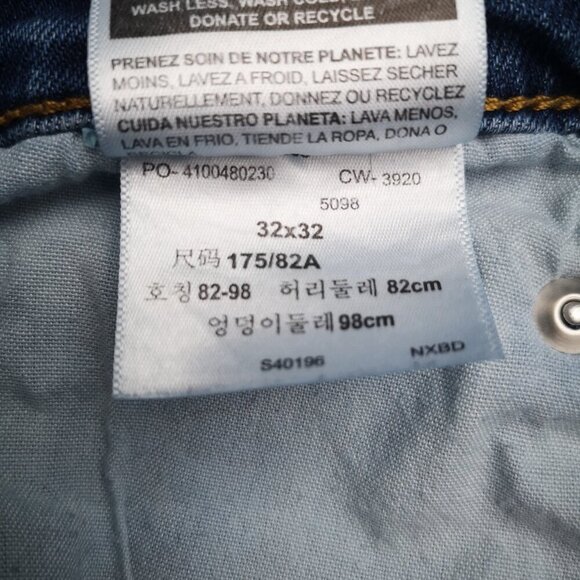 WASH LESS, WASH COLD
DONATE OR RECYCLE
PRENEZ SOIN DE NOTRE PLANETE: LAVEZ
MOINS, LAVEZ A FROID, LAISSEZ SECHER
NATURELLEMENT, DONNEZ OU RECYCLEZ
CUIDA NUESTRO PLANETA: LAVA MENOS,
LAVA EN FRIO, TIENDE LA ROPA, DONA O
PO- 4100480230 CW- 3920
5098
32x32
尺码 175/82A
호칭 82-98 허리둘레 82cm
엉덩이둘레 98cm
S40196 NXBD